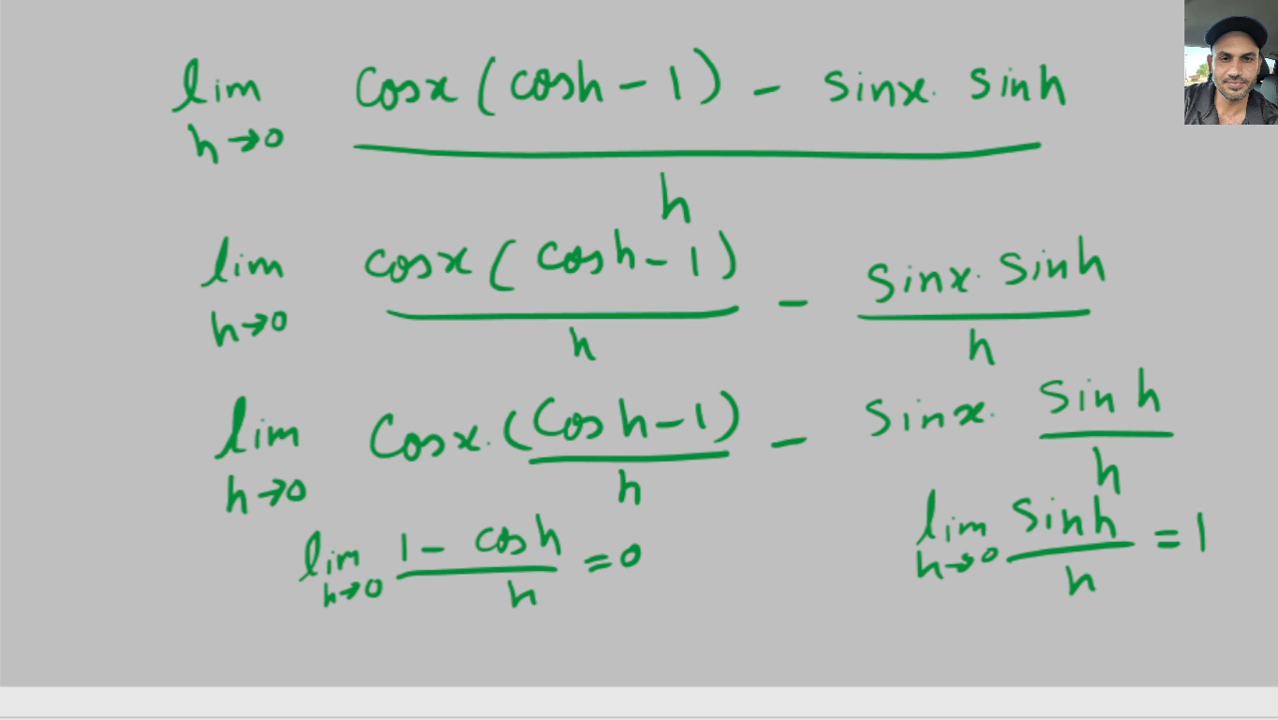 lim h→0 (cosx(cosh - 1) - sinx. sinh) / h
lim h→0 cosx(cosh - 1) / h - sinx. sinh / h
lim h→0 Cosx. (Cosh - 1) / h - sinx. sinh / h
lim h→0 1 - cosh / h = 0 lim h→0 sinh / h = 1